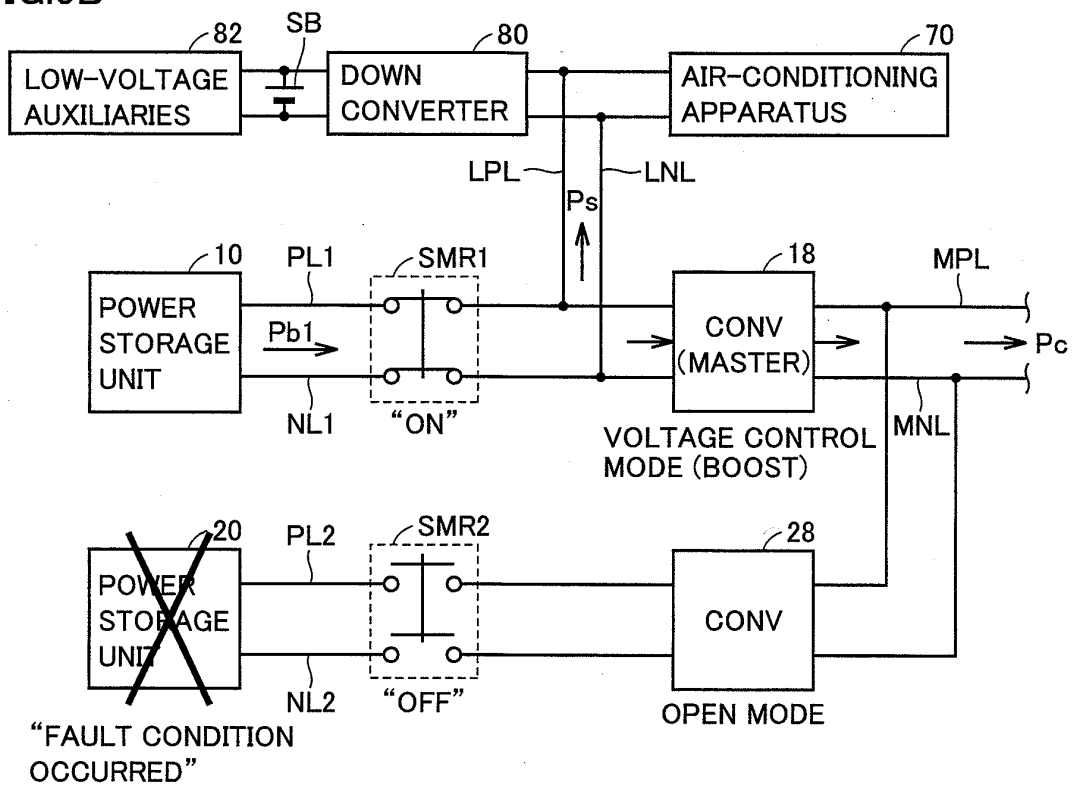 82
SB
80
70
LOW-VOLTAGE
AUXILIARIES
DOWN
CONVERTER
AIR-CONDITIONING
APPARATUS
LPL
LNL
Ps
10
PL1
SMR1
18
MPL
POWER
STORAGE
UNIT
Pb1
CONV
(MASTER)
Pc
NL1
"ON"
MNL
VOLTAGE CONTROL
MODE (BOOST)
20
PL2
SMR2
28
POWER
STORAGE
UNIT
CONV
NL2
"OFF"
OPEN MODE
"FAULT CONDITION
OCCURRED"